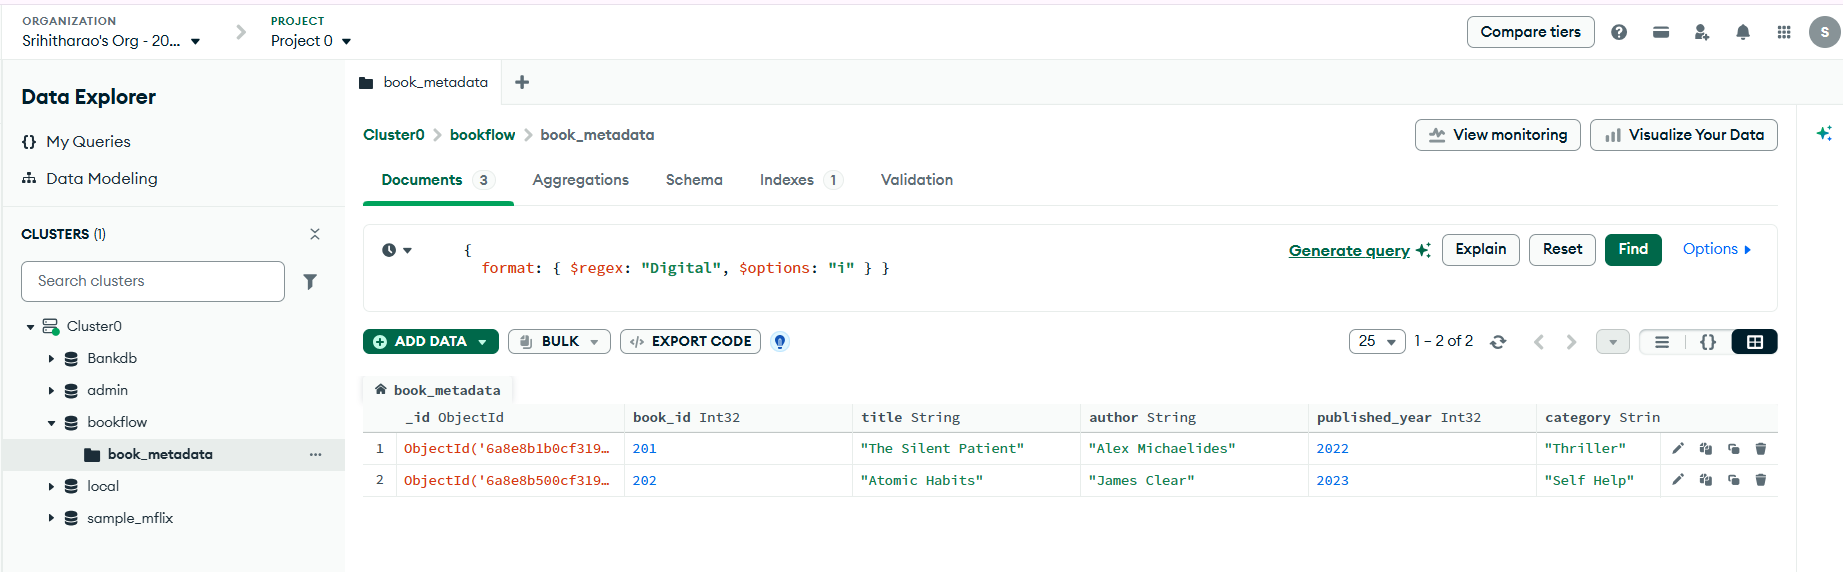 ORGANIZATION
Srihitharao's Org - 20...
PROJECT
Project 0
Compare tiers
S
Data Explorer
My Queries
Data Modeling
CLUSTERS (1)
Search clusters
Cluster0
Bankdb
admin
bookflow
book_metadata
local
sample_mflix
book_metadata
Cluster0 > bookflow > book_metadata
View monitoring
Visualize Your Data
Documents 3
Aggregations
Schema
Indexes 1
Validation
{
format: { $regex: "Digital", $options: "i" } }
Generate query
Explain
Reset
Find
Options
ADD DATA
BULK
EXPORT CODE
25
1 – 2 of 2
book_metadata
_id ObjectId book_id Int32 title String author String published_year Int32 category Strin
1 ObjectId('6a8e8b1b0cf319... 201 "The Silent Patient" "Alex Michaelides" 2022 "Thriller"
2 ObjectId('6a8e8b500cf319... 202 "Atomic Habits" "James Clear" 2023 "Self Help"